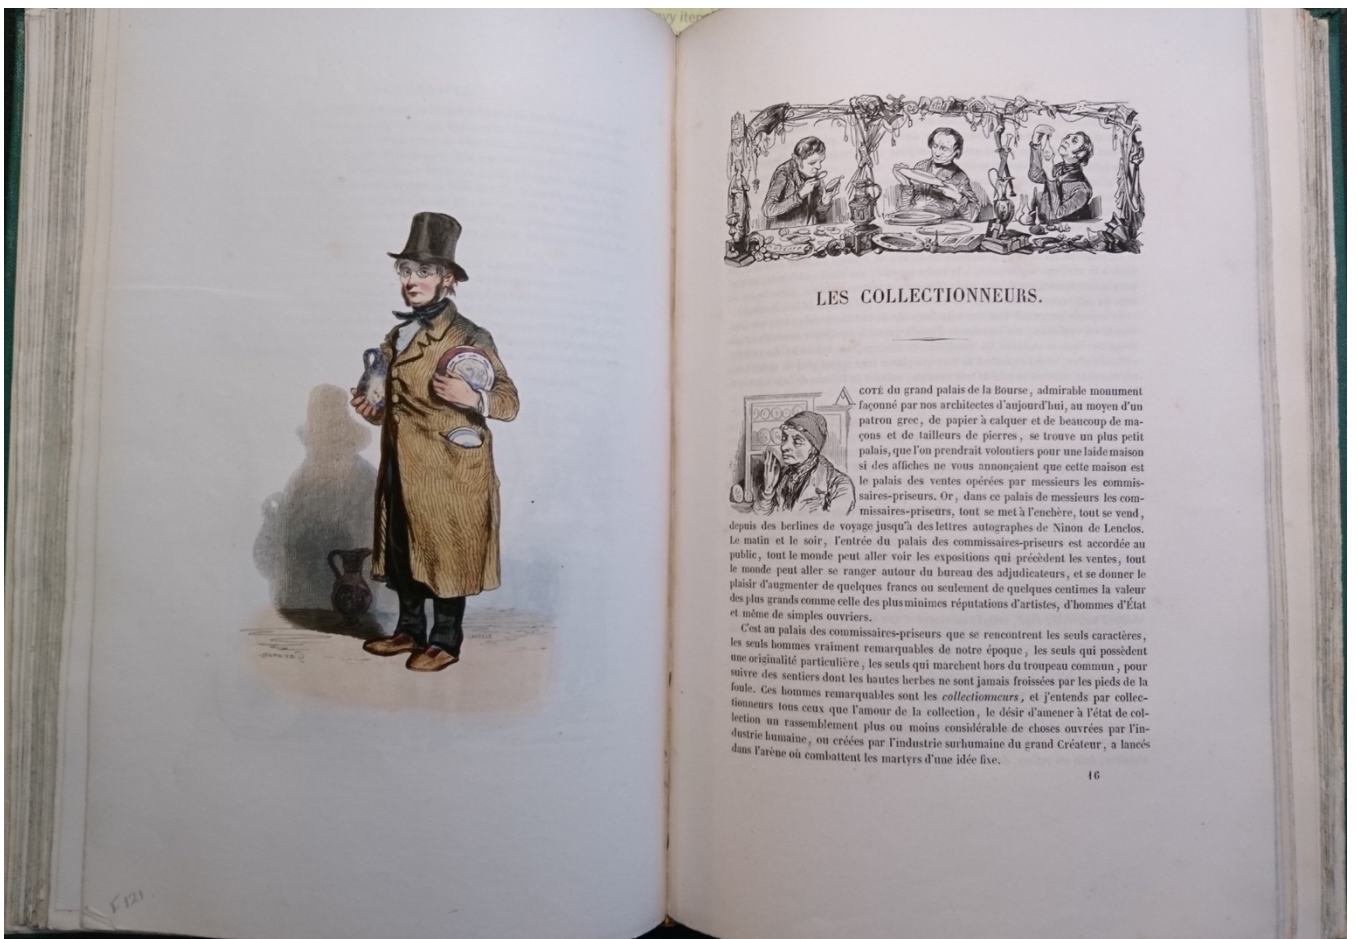 vy item
LES COLLECTIONNEURS.
A COTÉ du grand palais de la Bourse, admirable monument
façonné par nos architectes d'aujourd'hui, au moyen d'un
patron grec, de papier à calquer et de beaucoup de ma-
çons et de tailleurs de pierres, se trouve un plus petit
palais, que l'on prendrait volontiers pour une laide maison
si des affiches ne vous annonçaient que cette maison est
le palais des ventes opérées par messieurs les commis-
saires-priseurs. Or, dans ce palais de messieurs les com-
missaires-priseurs, tout se met à l'enchère, tout se vend,
depuis des berlines de voyage jusqu'à des lettres autographes de Ninon de Lenclos.
Le matin et le soir, l'entrée du palais des commissaires-priseurs est accordée au
public, tout le monde peut aller voir les expositions qui précèdent les ventes, tout
le monde peut aller se ranger autour du bureau des adjudicateurs, et se donner le
plaisir d'augmenter de quelques francs ou seulement de quelques centimes la valeur
des plus grands comme celle des plus minimes réputations d'artistes, d'hommes d'État
et même de simples ouvriers.
C'est au palais des commissaires-priseurs que se rencontrent les seuls caractères,
les seuls hommes vraiment remarquables de notre époque, les seuls qui possèdent
une originalité particulière, les seuls qui marchent hors du troupeau commun, pour
suivre des sentiers dont les hautes herbes ne sont jamais froissées par les pieds de la
foule. Ces hommes remarquables sont les collectionneurs, et j'entends par collec-
tionneurs tous ceux que l'amour de la collection, le désir d'amener à l'état de col-
lection un rassemblement plus ou moins considérable de choses ouvrées par l'in-
dustrie humaine, ou créées par l'industrie surhumaine du grand Créateur, a lancés
dans l'arène où combattent les martyrs d'une idée fixe.
16
F 121